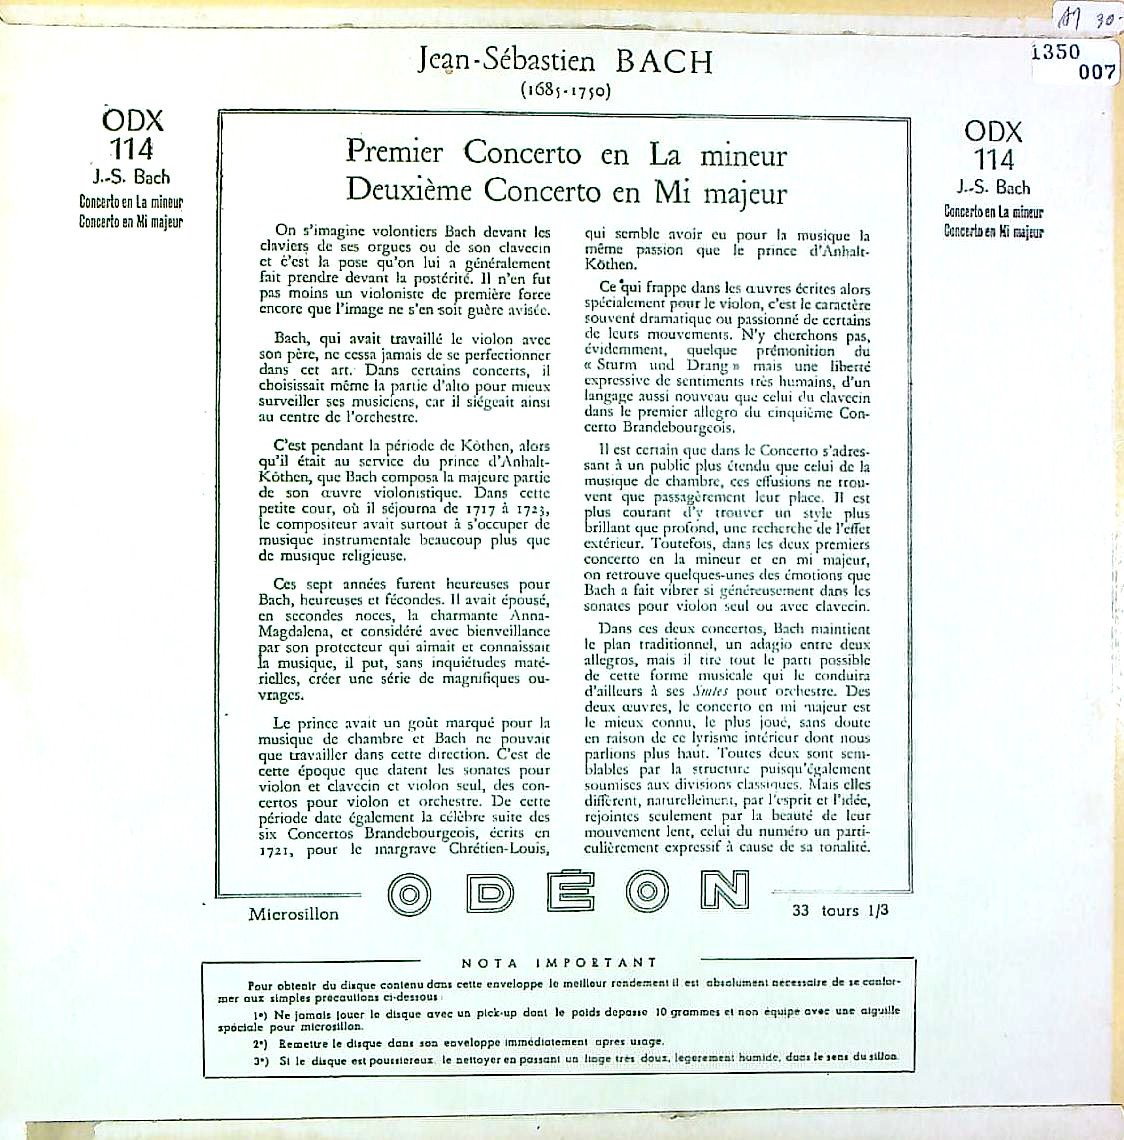 A7 30-
1350
007
Jean-Sébastien BACH
(1685-1750)
ODX
114
J.-S. Bach
Concerto en La mineur
Concerto en Mi majeur
ODX
114
J.-S. Bach
Concerto en La mineur
Concerto en Mi majeur
Premier Concerto en La mineur
Deuxième Concerto en Mi majeur
On s'imagine volontiers Bach devant les
claviers de ses orgues ou de son clavecin
et c'est la pose qu'on lui a généralement
fait prendre devant la postérité. Il n'en fut
pas moins un violoniste de première force
encore que l'image ne s'en soit guère avisée.
Bach, qui avait travaillé le violon avec
son père, ne cessa jamais de se perfectionner
dans cet art. Dans certains concerts, il
choisissait même la partie d'alto pour mieux
surveiller ses musiciens, car il siégeait ainsi
au centre de l'orchestre.
C'est pendant la période de Köthen, alors
qu'il était au service du prince d'Anhalt-
Köthen, que Bach composa la majeure partie
de son œuvre violonistique. Dans cette
petite cour, où il séjourna de 1717 à 1723,
le compositeur avait surtout à s'occuper de
musique instrumentale beaucoup plus que
de musique religieuse.
Ces sept années furent heureuses pour
Bach, heureuses et fécondes. Il avait épousé,
en secondes noces, la charmante Anna-
Magdalena, et considéré avec bienveillance
par son protecteur qui aimait et connaissait
la musique, il put, sans inquiétudes maté-
rielles, créer une série de magnifiques ou-
vrages.
Le prince avait un goût marqué pour la
musique de chambre et Bach ne pouvait
que travailler dans cette direction. C'est de
cette époque que datent les sonates pour
violon et clavecin et violon seul, des con-
certos pour violon et orchestre. De cette
période date également la célèbre suite des
six Concertos Brandebourgeois, écrits en
1721, pour le margrave Chrétien-Louis,
qui semble avoir eu pour la musique la
même passion que le prince d'Anhalt-
Köthen.
Ce qui frappe dans les œuvres écrites alors
spécialement pour le violon, c'est le caractère
souvent dramatique ou passionné de certains
de leurs mouvements. N'y cherchons pas,
évidemment, quelque prémonition du
« Sturm und Drang » mais une liberté
expressive de sentiments très humains, d'un
langage aussi nouveau que celui du clavecin
dans le premier allegro du cinquième Con-
certo Brandebourgeois.
Il est certain que dans le Concerto s'adres-
sant à un public plus étendu que celui de la
musique de chambre, ces effusions ne trou-
vent que passagèrement leur place. Il est
plus courant d'y trouver un style plus
brillant que profond, une recherche de l'effet
extérieur. Toutefois, dans les deux premiers
concerto en la mineur et en mi majeur,
on retrouve quelques-unes des émotions que
Bach a fait vibrer si généreusement dans les
sonates pour violon seul ou avec clavecin.
Dans ces deux concertos, Bach maintient
le plan traditionnel, un adagio entre deux
allegros, mais il tire tout le parti possible
de cette forme musicale qui le conduira
d'ailleurs à ses Suites pour orchestre. Des
deux œuvres, le concerto en mi majeur est
le mieux connu, le plus joué, sans doute
en raison de ce lyrisme intérieur dont nous
parlions plus haut. Toutes deux sont sem-
blables par la structure puisqu'également
soumises aux divisions classiques. Mais elles
diffèrent, naturellement, par l'esprit et l'idée,
rejointes seulement par la beauté de leur
mouvement lent, celui du numéro un parti-
culièrement expressif à cause de sa tonalité.
ODÉON
Microsillon
33 tours 1/3
NOTA IMPORTANT
Pour obtenir du disque contenu dans cette enveloppe le meilleur rendement il est absolument nécessaire de se confor-
mer aux simples précautions ci-dessous :
1°) Ne jamais jouer le disque avec un pick-up dont le poids dépasse 10 grammes et non équipé avec une aiguille
spéciale pour microsillon.
2°) Remettre le disque dans son enveloppe immédiatement après usage.
3°) Si le disque est poussiéreux, le nettoyer en passant un linge très doux, légèrement humide, dans le sens du sillon.